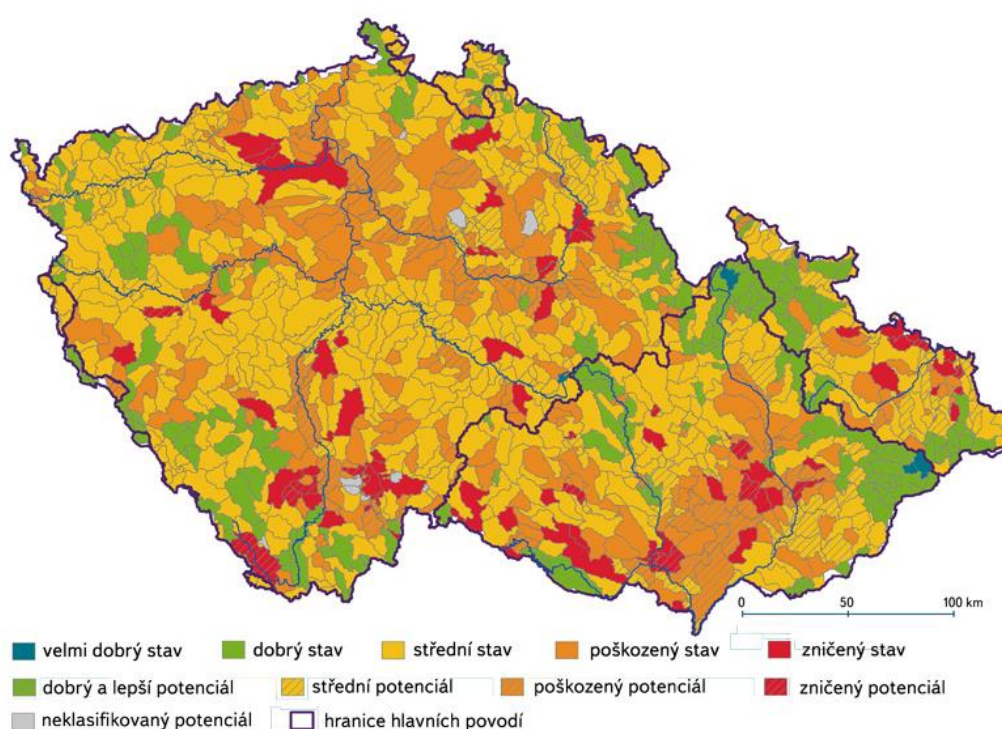 0 50 100 km
velmi dobrý stav dobrý stav střední stav poškozený stav zničený stav
dobrý a lepší potenciál střední potenciál poškozený potenciál zničený potenciál
neklasifikovaný potenciál hranice hlavních povodí